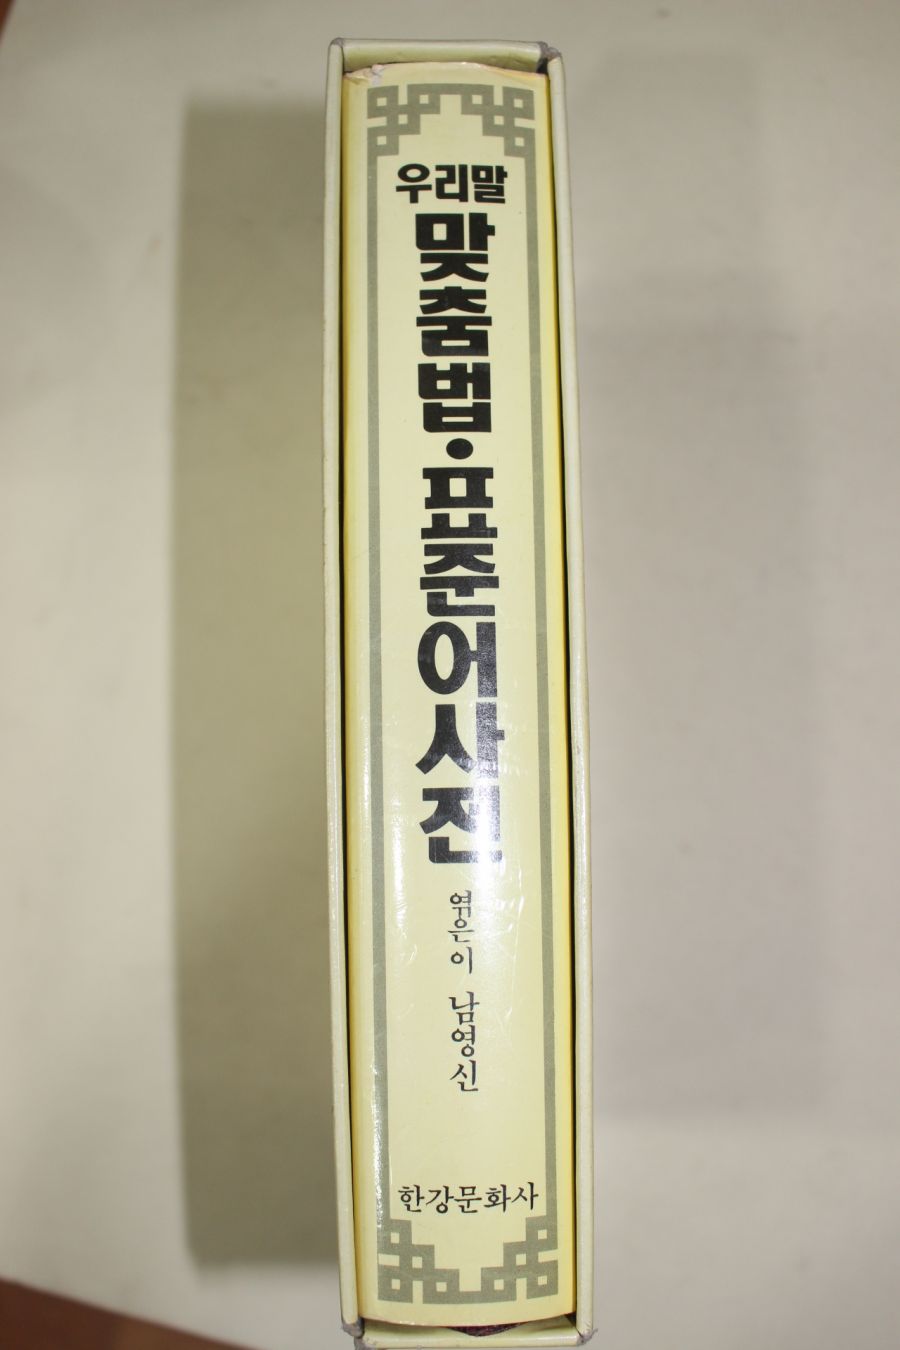 우리말
맞춤법·표준어사전
엮은이 남영신
한강문화사